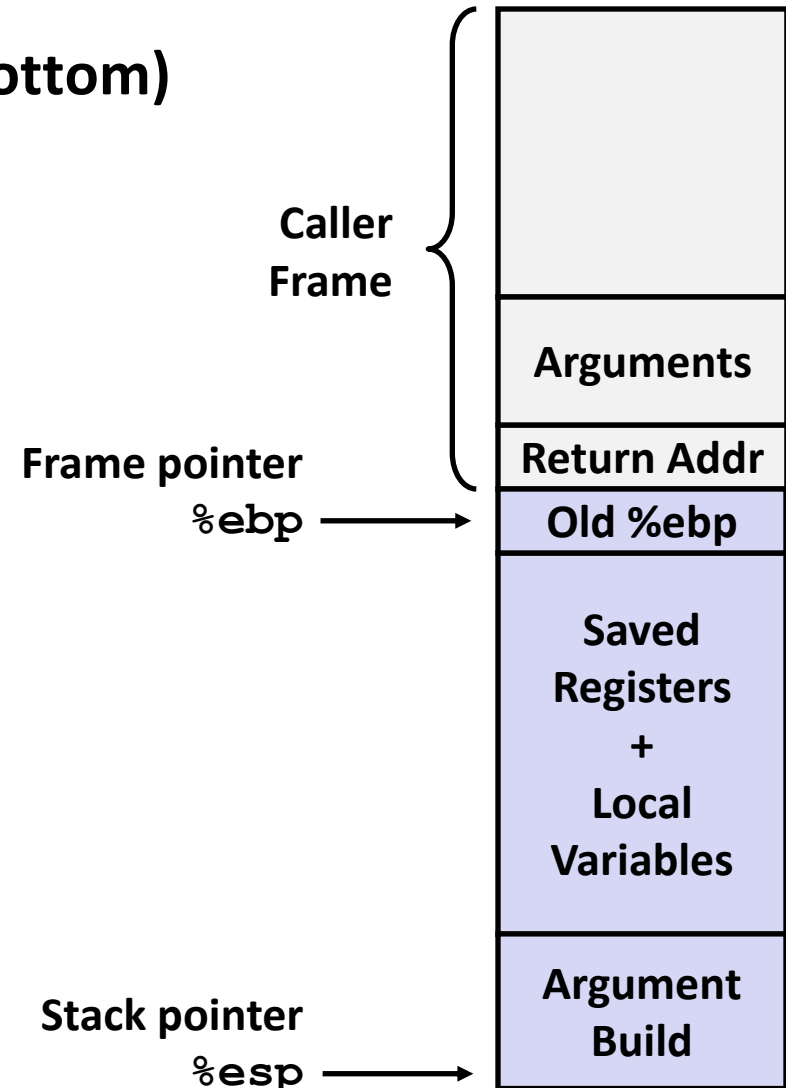 ottom)
Caller
Frame
Arguments
Return Addr
Frame pointer
%ebp
Old %ebp
Saved
Registers
+
Local
Variables
Argument
Build
Stack pointer
%esp